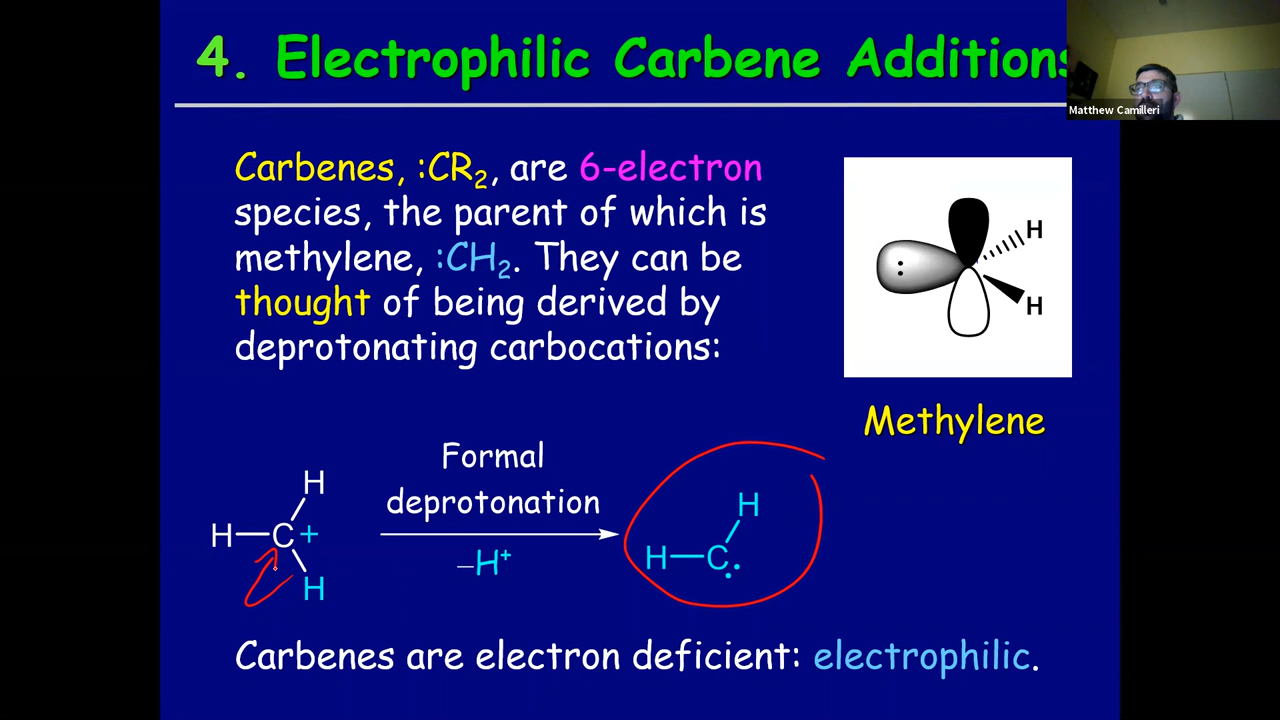 4. Electrophilic Carbene Additions
Matthew Camilleri
Carbenes, :CR₂, are 6-electron
species, the parent of which is
methylene, :CH₂. They can be
thought of being derived by
deprotonating carbocations:
H
H
Methylene
Formal
deprotonation
–H⁺
H
H–C+
H
H
H–C:
Carbenes are electron deficient: electrophilic.